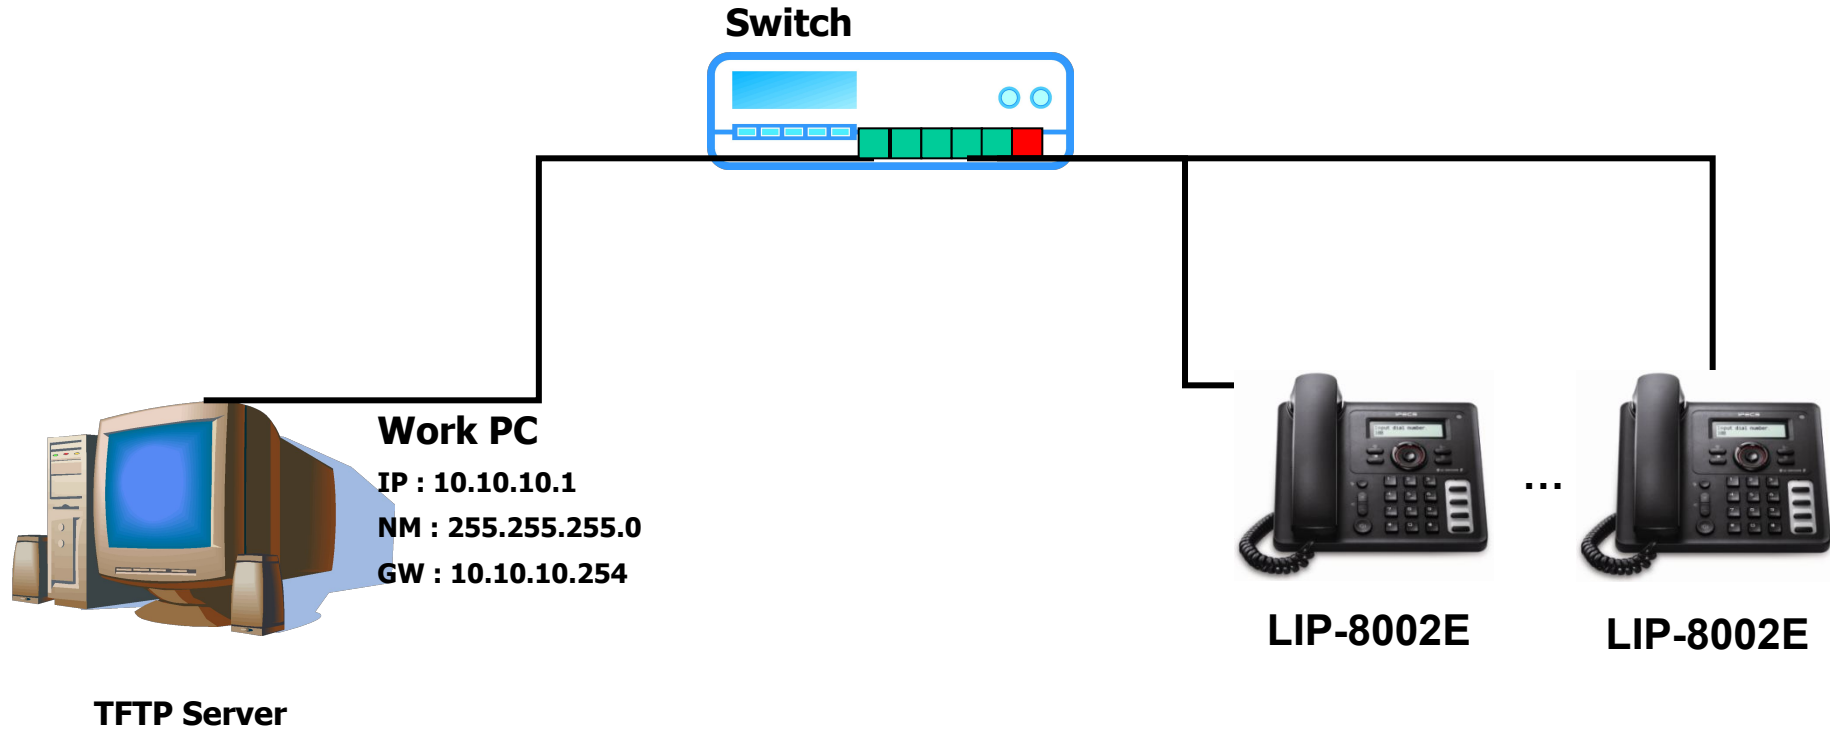 Switch
Work PC
IP : 10.10.10.1
NM : 255.255.255.0
GW : 10.10.10.254
...
LIP-8002E
LIP-8002E
TFTP Server